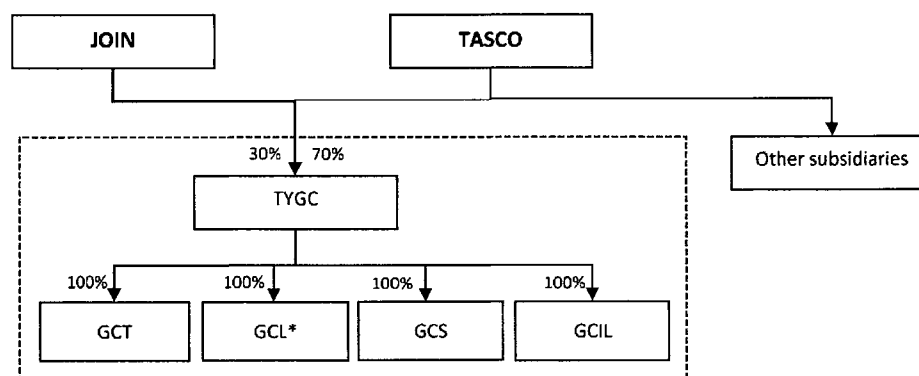 JOIN
TASCO
30% 70%
Other subsidiaries
TYGC
100% 100% 100% 100%
GCT GCL* GCS GCIL